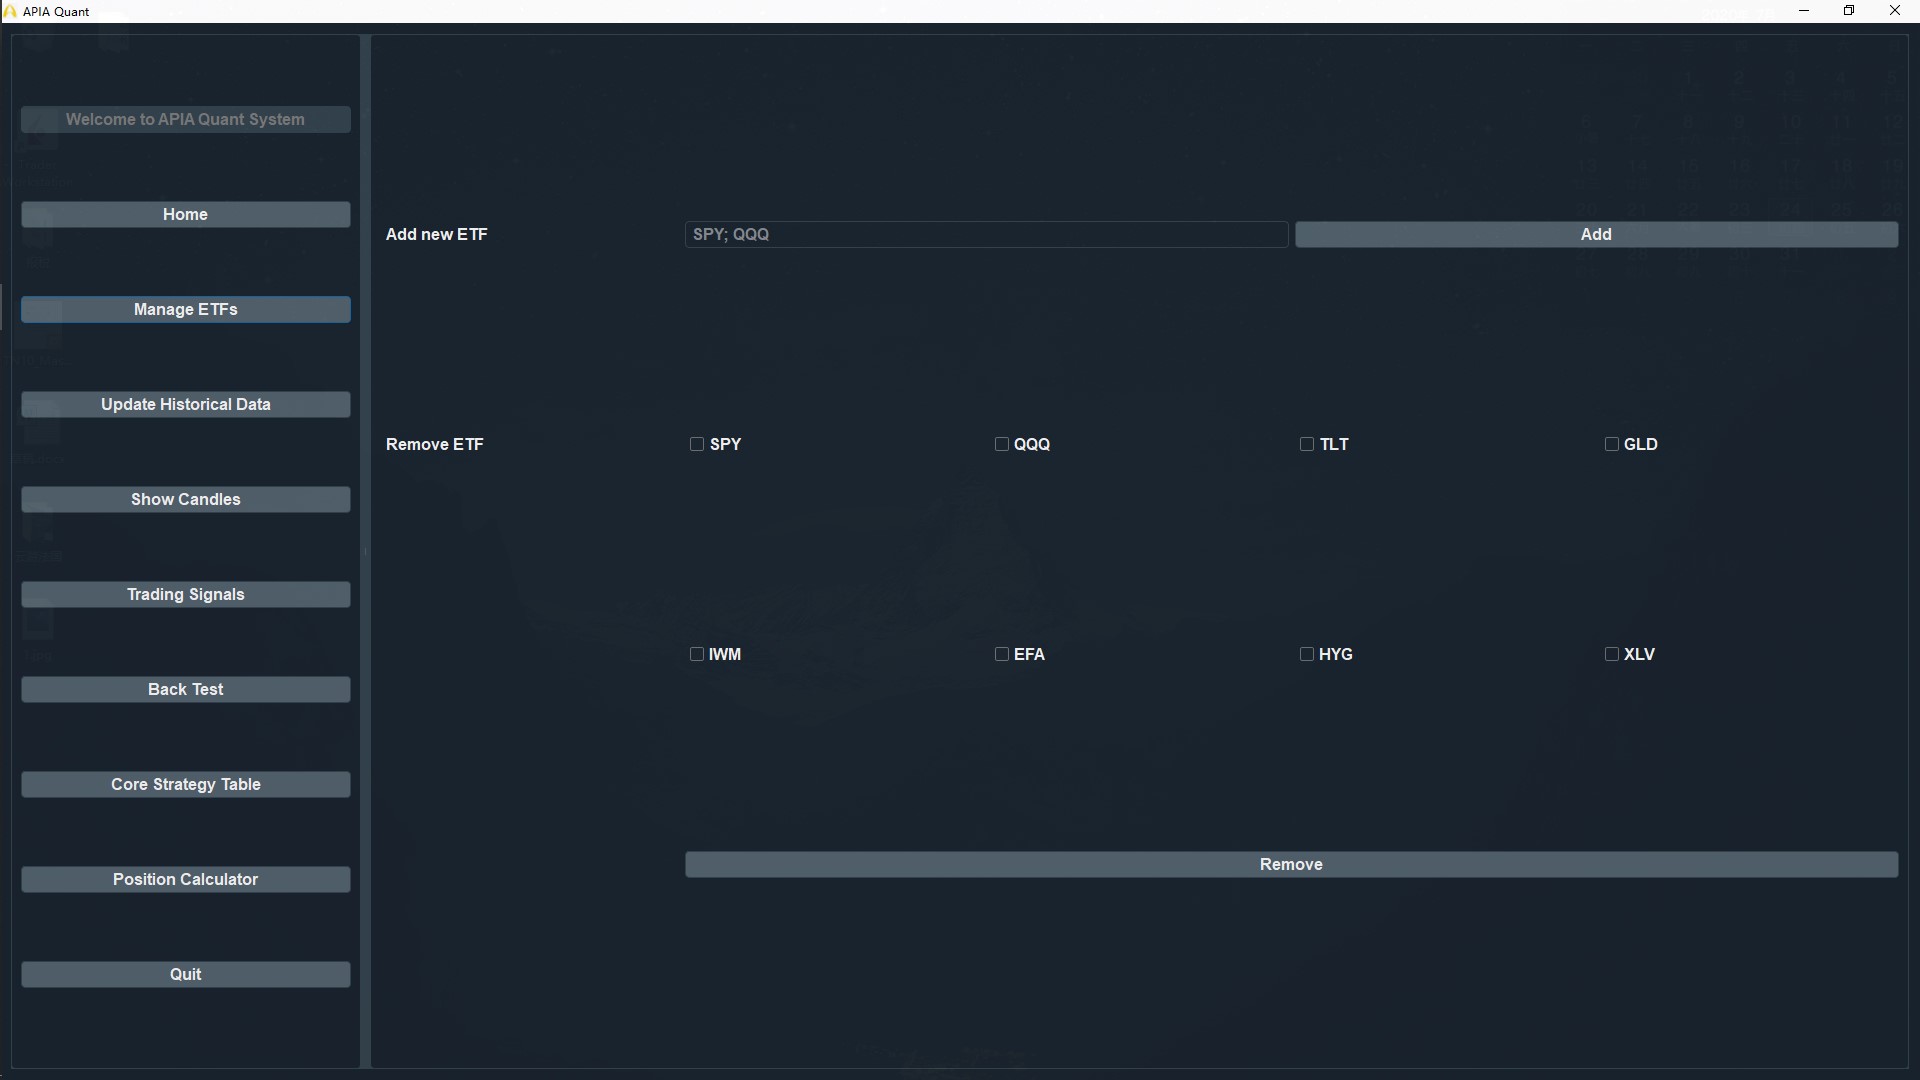 APIA Quant
Welcome to APIA Quant System
Home
Manage ETFs
Update Historical Data
Show Candles
Trading Signals
Back Test
Core Strategy Table
Position Calculator
Quit
Add new ETF
SPY; QQQ
Add
Remove ETF
SPY
QQQ
TLT
GLD
IWM
EFA
HYG
XLV
Remove